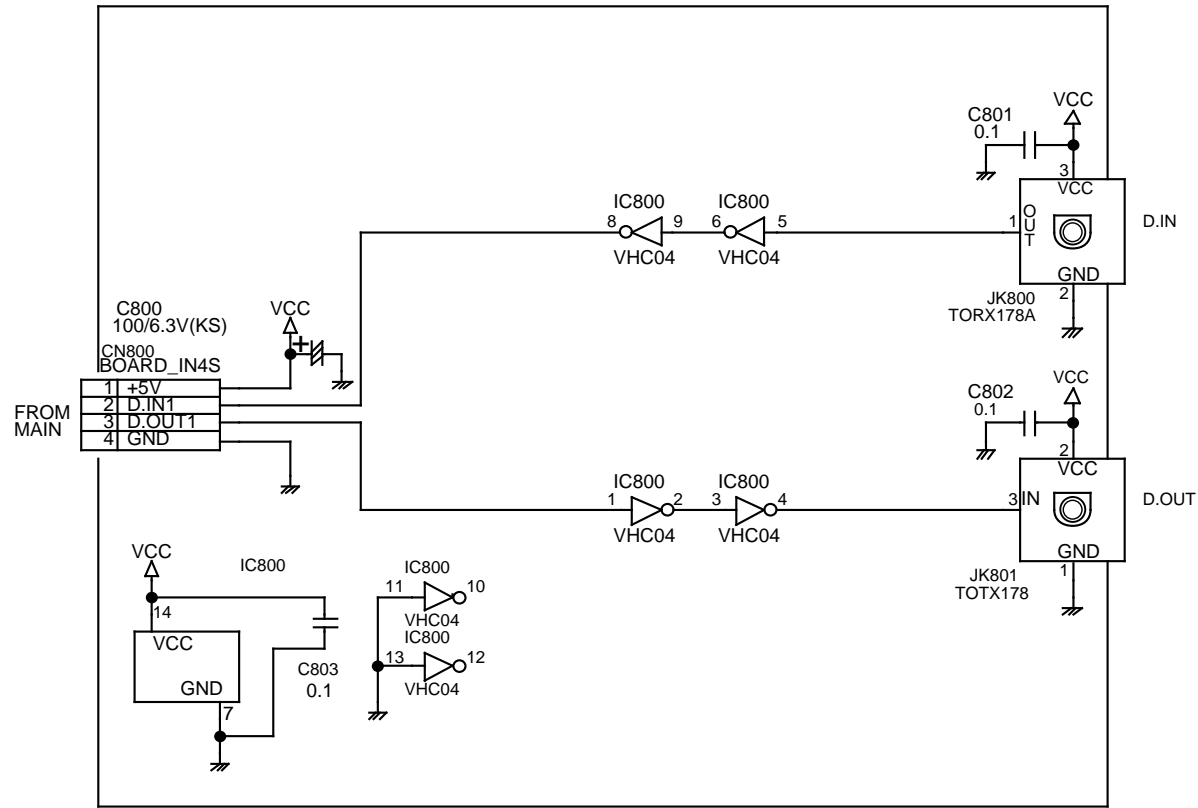 VCC
C801
0.1
3
VCC
IC800
IC800
8
9
6
5
1
OUT
D.IN
VHC04
VHC04
GND
2
JK800
TORX178A
C800
100/6.3V(KS)
VCC
+
CN800
BOARD_IN4S
1 +5V
2 D.IN1
3 D.OUT1
4 GND
FROM
MAIN
VCC
C802
0.1
2
VCC
IC800
IC800
1
2
3
4
3 IN
D.OUT
VHC04
VHC04
GND
1
JK801
TOTX178
VCC
IC800
14
VCC
GND
7
C803
0.1
IC800
11
10
VHC04
IC800
13
12
VHC04